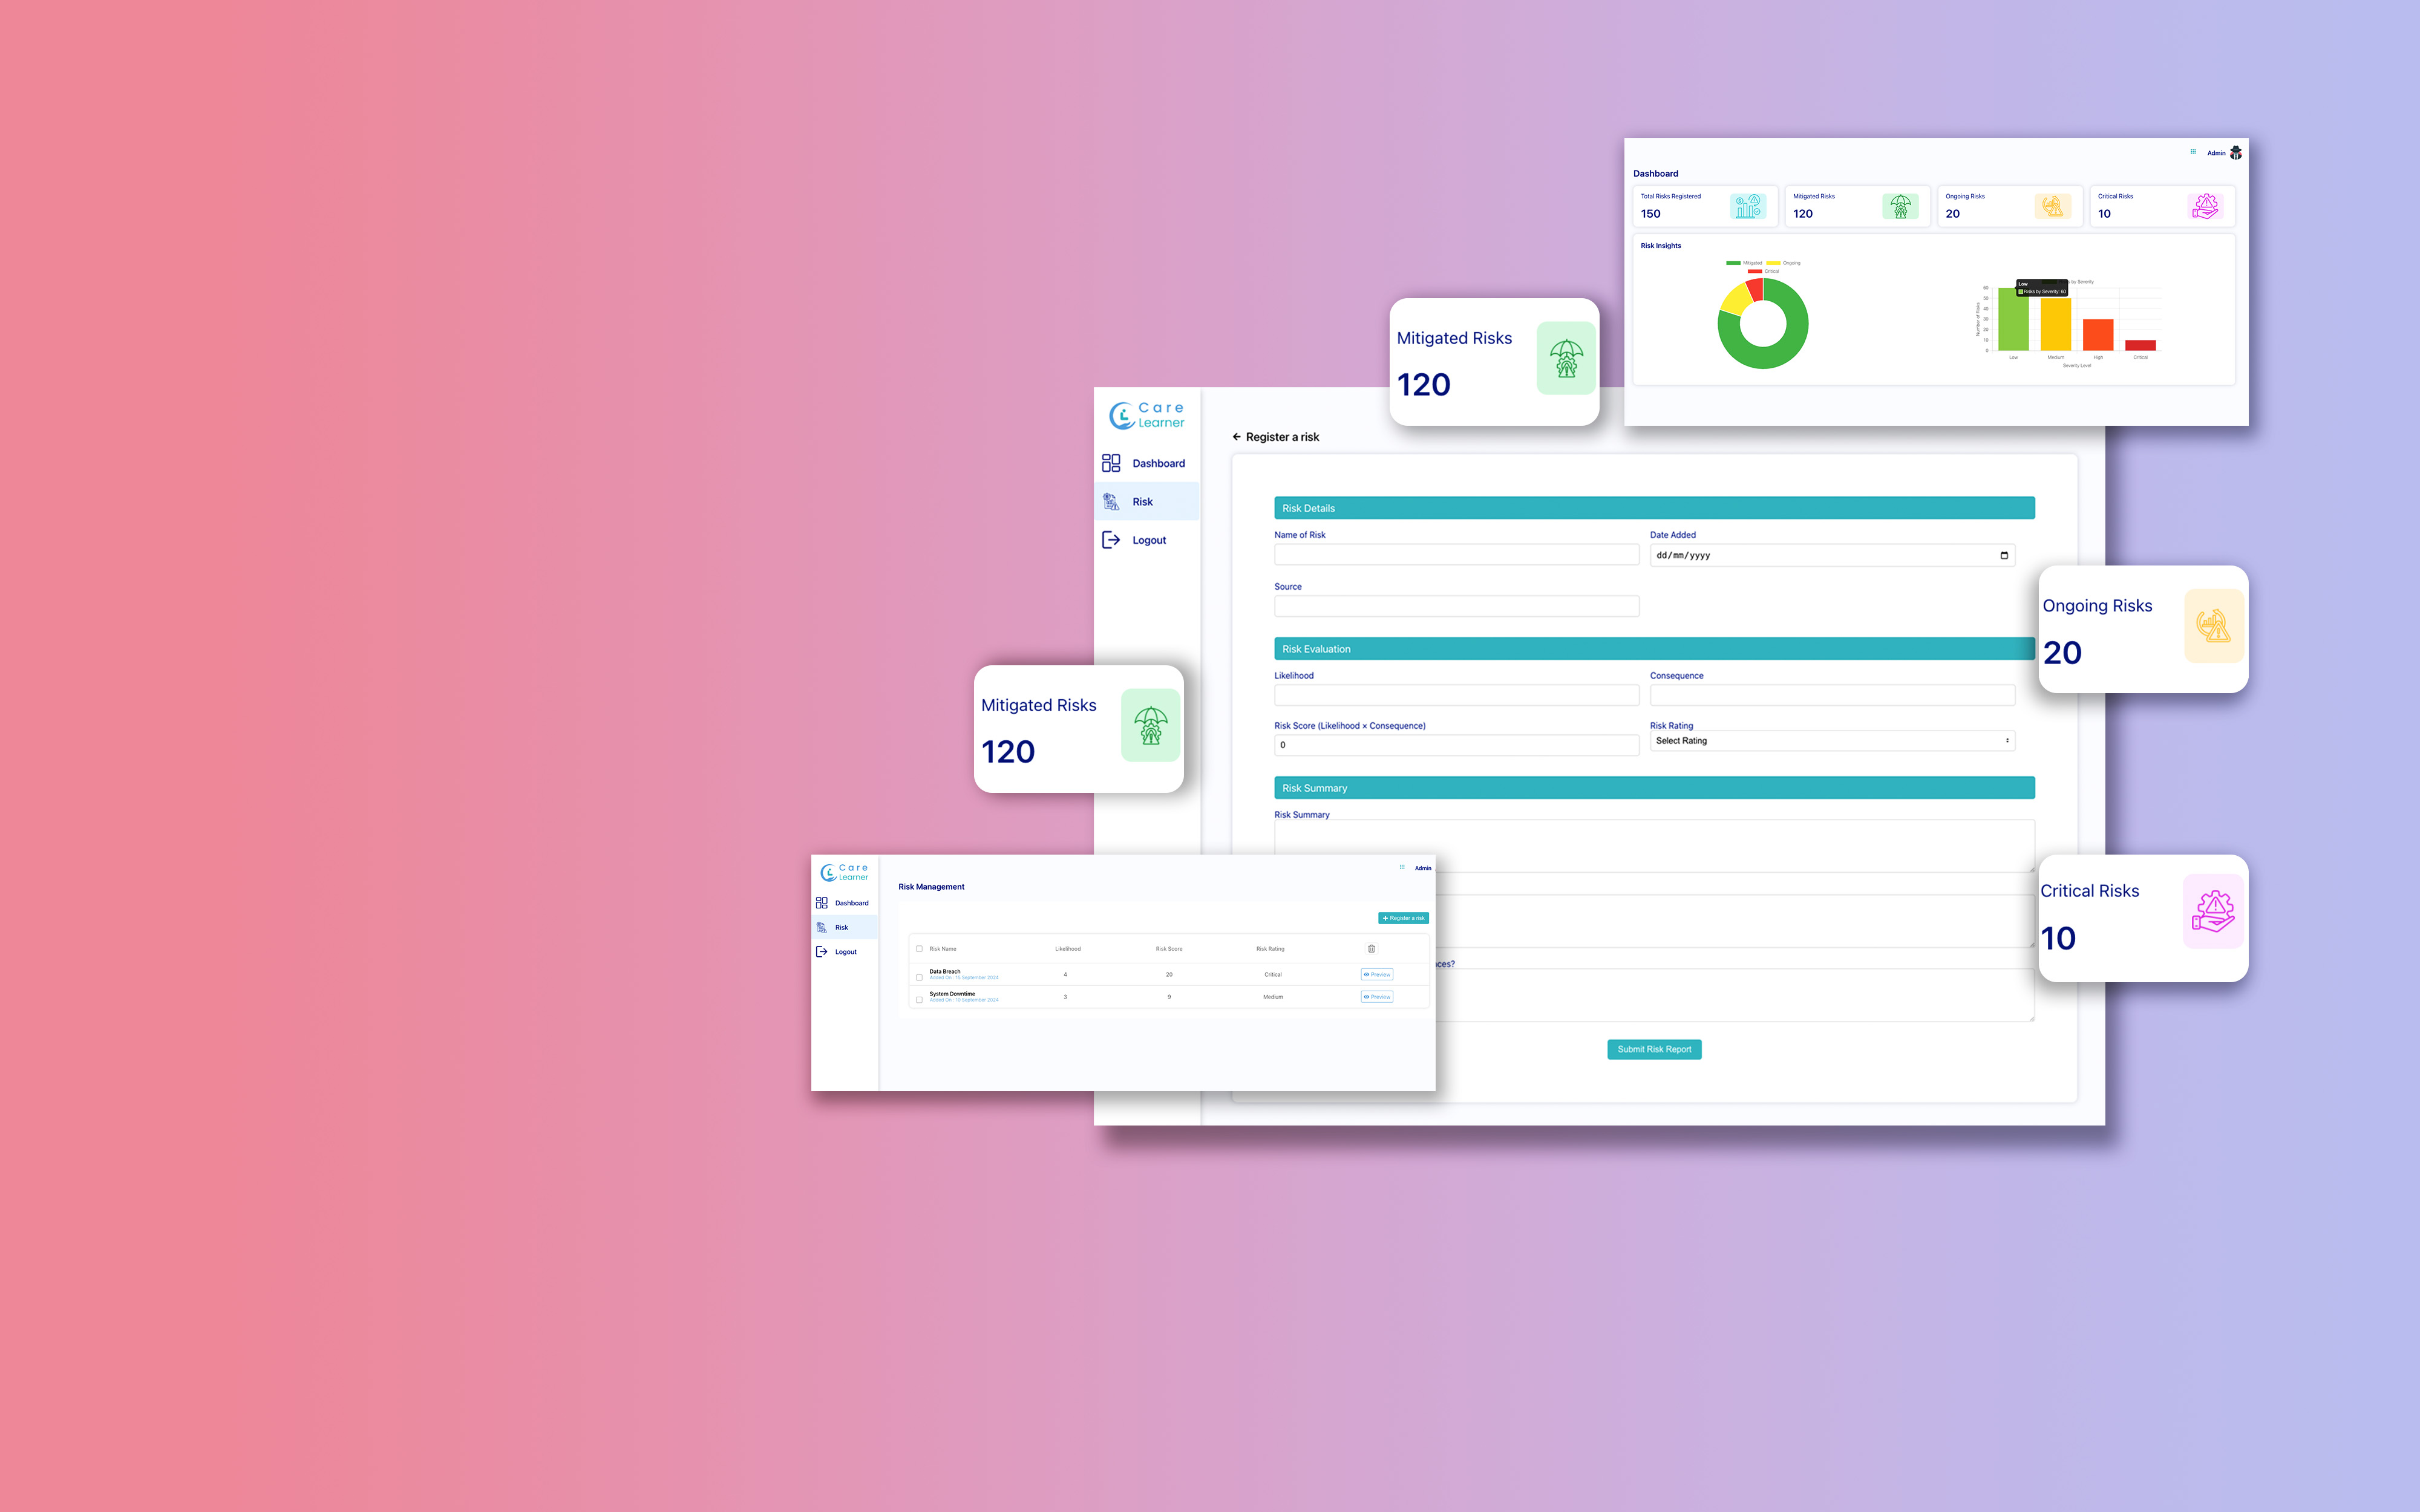 Admin
Dashboard
Total Risks Registered
150
Mitigated Risks
120
Ongoing Risks
20
Critical Risks
10
Risk Insights
Mitigated
Ongoing
Critical
Low
Risks by Severity: 60
by Severity
Number of Risks
60
50
40
30
20
10
0
Low
Medium
High
Critical
Severity Level
Mitigated Risks
120
Care
Learner
Dashboard
Risk
Logout
← Register a risk
Risk Details
Name of Risk
Date Added
dd/mm/yyyy
Source
Risk Evaluation
Likelihood
Consequence
Risk Score (Likelihood × Consequence)
Risk Rating
0
Select Rating
Risk Summary
Risk Summary
nces?
Submit Risk Report
Ongoing Risks
20
Mitigated Risks
120
Critical Risks
10
Care
Learner
Dashboard
Risk
Logout
Admin
Risk Management
+ Register a risk
Risk Name
Likelihood
Risk Score
Risk Rating
Data Breach
Added On : 15 September 2024
4
20
Critical
Preview
System Downtime
Added On : 10 September 2024
3
9
Medium
Preview